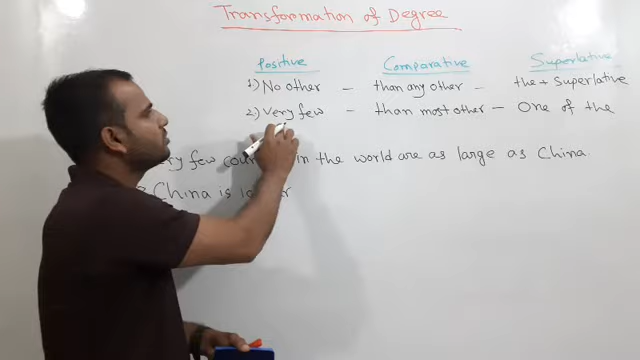 Transformation of Degree
Positive Comparative Superlative
1) No other – than any other – the + Superlative
2) Very few – than most other – One of the
few in the world are as large as China.
China is